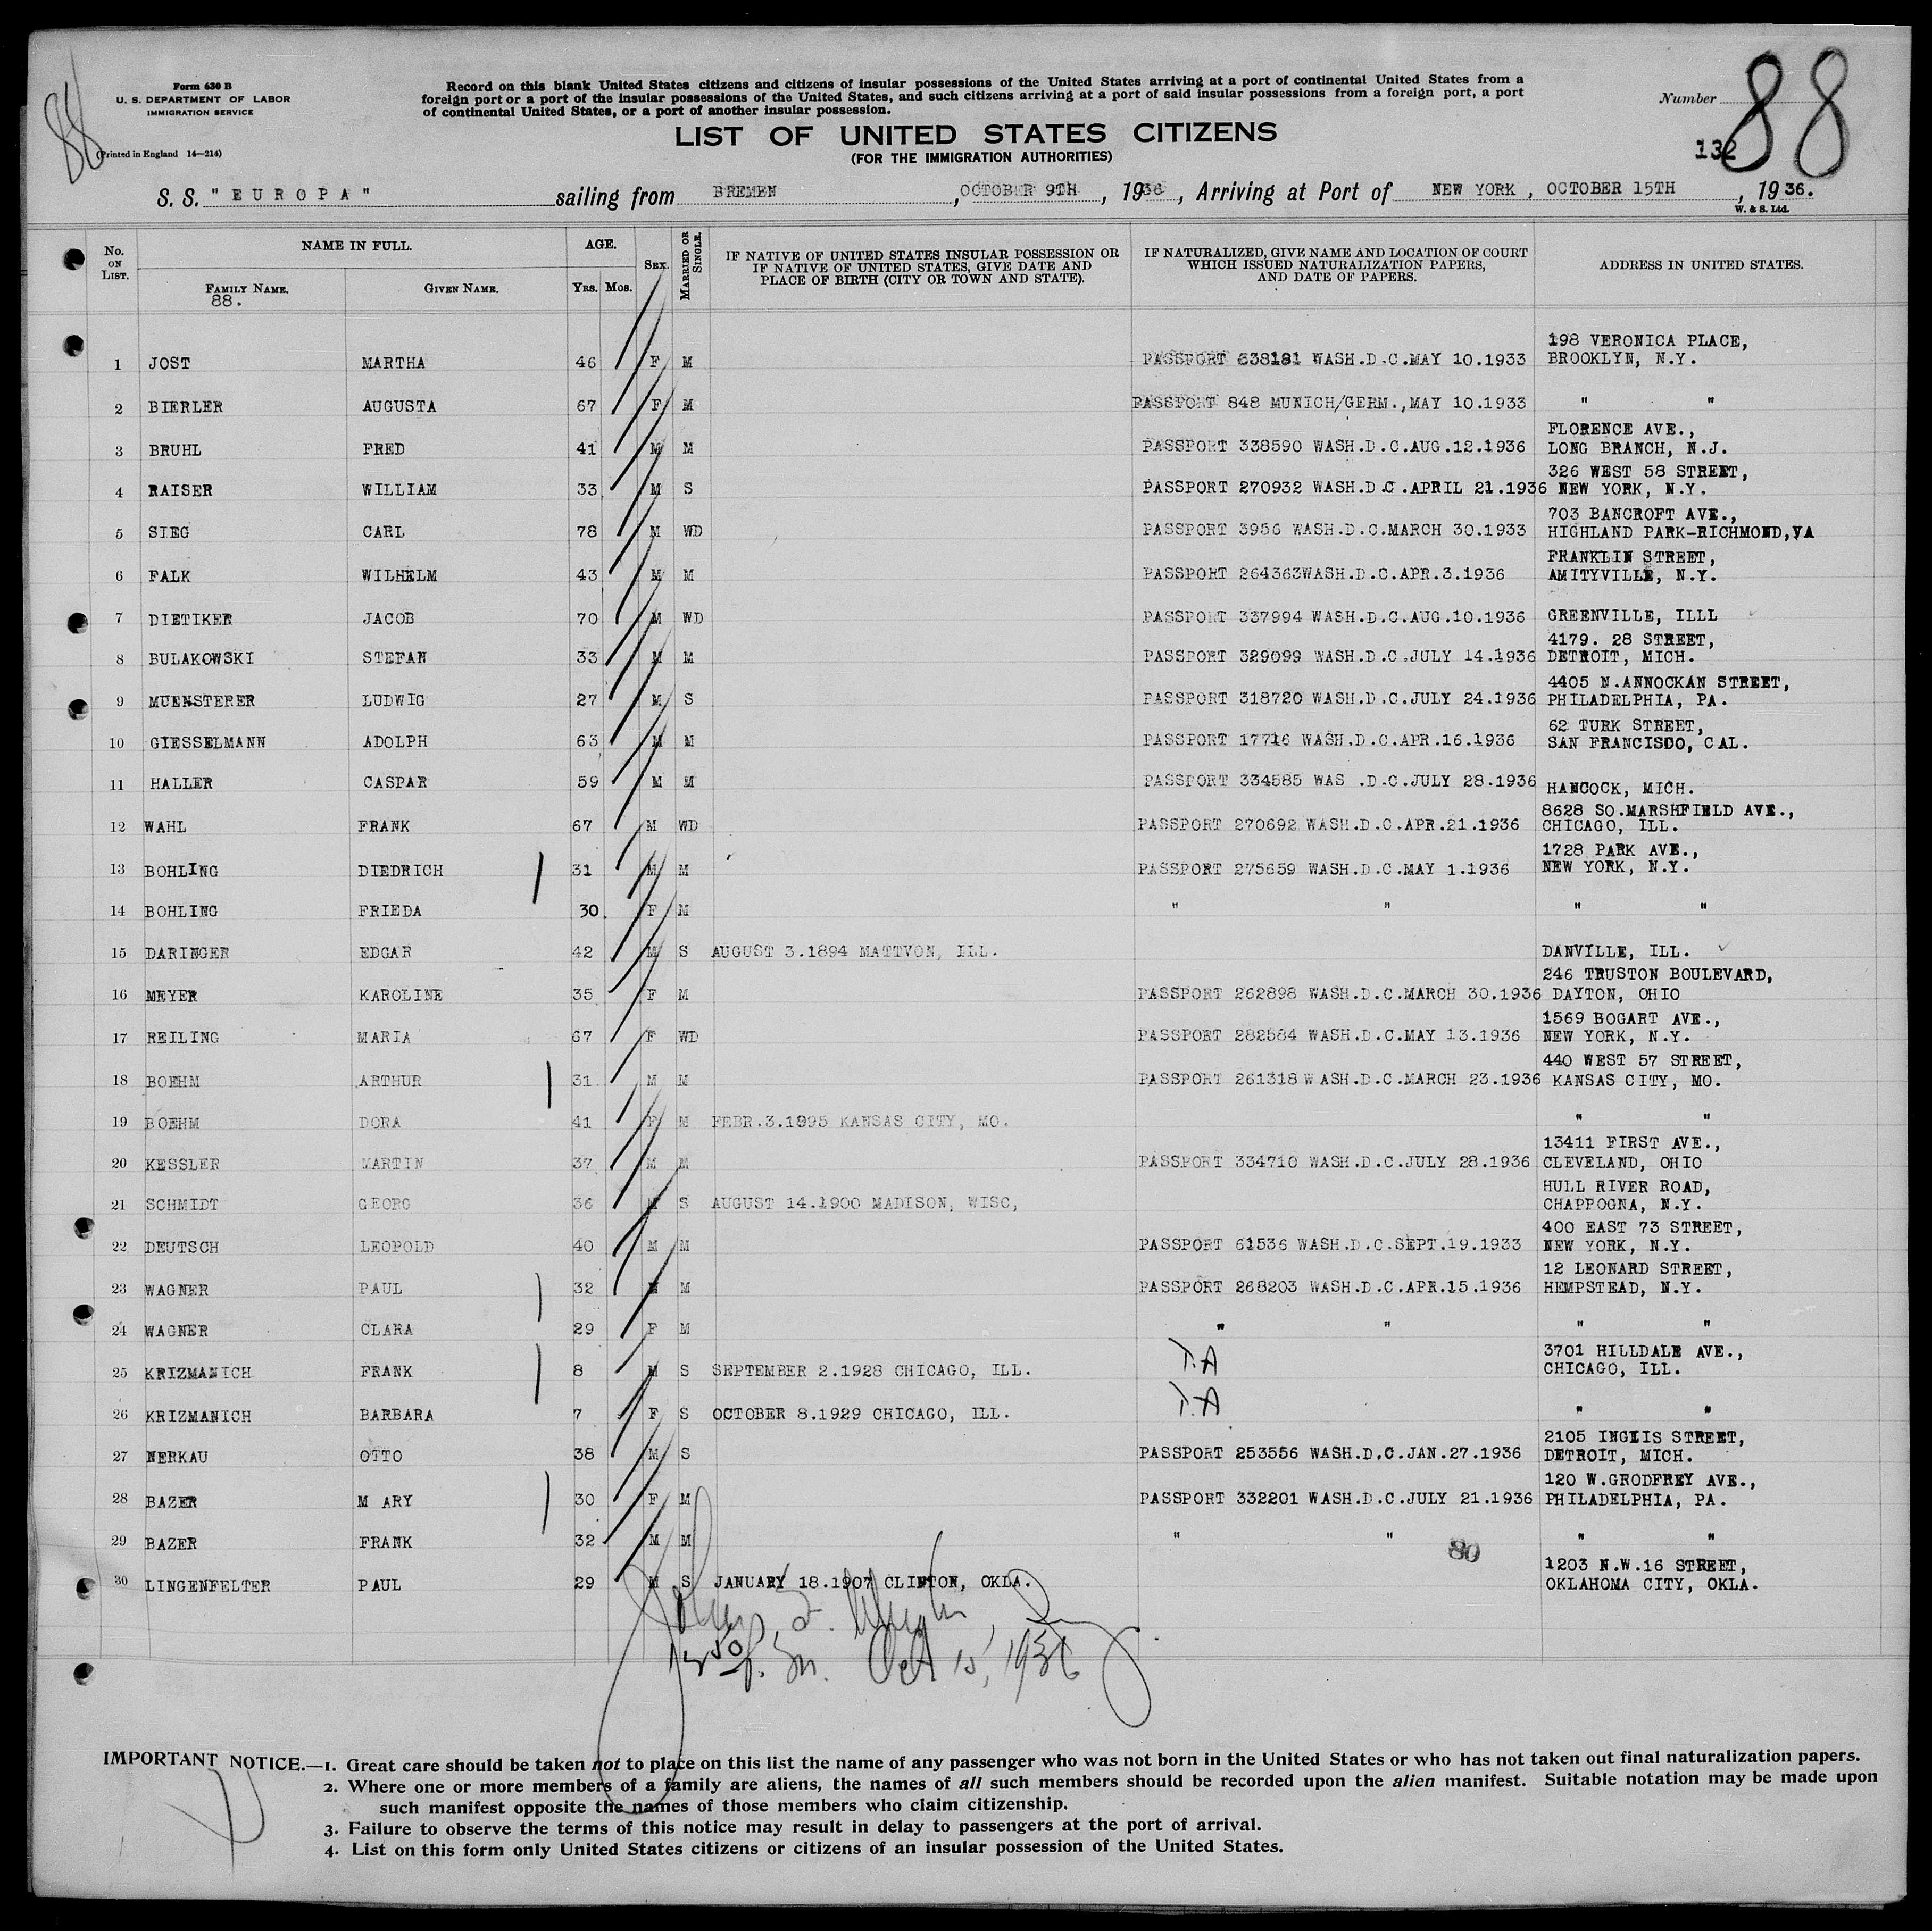 88
Form 630 B
U. S. DEPARTMENT OF LABOR
IMMIGRATION SERVICE
(Printed in England 14—214)
Record on this blank United States citizens and citizens of insular possessions of the United States arriving at a port of continental United States from a
foreign port or a port of the insular possessions of the United States, and such citizens arriving at a port of said insular possessions from a foreign port, a port
of continental United States, or a port of another insular possession.
LIST OF UNITED STATES CITIZENS
(FOR THE IMMIGRATION AUTHORITIES)
Number 88
132
S. S. "EUROPA" sailing from BREMEN, OCTOBER 9TH, 1936, Arriving at Port of NEW YORK, OCTOBER 15TH, 1936.
W. & S. Ltd.
No. ON LIST. NAME IN FULL. AGE. SEX. MARRIED OR SINGLE. IF NATIVE OF UNITED STATES INSULAR POSSESSION OR IF NATIVE OF UNITED STATES, GIVE DATE AND PLACE OF BIRTH (CITY OR TOWN AND STATE). IF NATURALIZED, GIVE NAME AND LOCATION OF COURT WHICH ISSUED NATURALIZATION PAPERS, AND DATE OF PAPERS. ADDRESS IN UNITED STATES.
FAMILY NAME. GIVEN NAME. YRS. MOS.
88.
198 VERONICA PLACE,
1 JOST MARTHA 46 F M PASSPORT 638181 WASH.D.C.MAY 10.1933 BROOKLYN, N.Y.
2 BIERLER AUGUSTA 67 F M PASSPORT 848 MUNICH/GERM.,MAY 10.1933 " "
FLORENCE AVE.,
3 BRUHL FRED 41 M M PASSPORT 338590 WASH.D.C.AUG.12.1936 LONG BRANCH, N.J.
326 WEST 58 STREET,
4 RAISER WILLIAM 33 M S PASSPORT 270932 WASH.D.C.APRIL 21.1936 NEW YORK, N.Y.
703 BANCROFT AVE.,
5 SIEG CARL 78 M WD PASSPORT 3956 WASH.D.C.MARCH 30.1933 HIGHLAND PARK-RICHMOND,VA
FRANKLIN STREET,
6 FALK WILHELM 43 M M PASSPORT 264363WASH.D.C.APR.3.1936 AMITYVILLE, N.Y.
7 DIETIKER JACOB 70 M WD PASSPORT 337994 WASH.D.C.AUG.10.1936 GREENVILLE, ILLL
4179. 28 STREET,
8 BULAKOWSKI STEFAN 33 M M PASSPORT 329099 WASH.D.C.JULY 14.1936 DETROIT, MICH.
4405 N.ANNOCKAN STREET,
9 MUENSTERER LUDWIG 27 M S PASSPORT 318720 WASH.D.C.JULY 24.1936 PHILADELPHIA, PA.
62 TURK STREET,
10 GIESSELMANN ADOLPH 63 M M PASSPORT 17716 WASH.D.C.APR.16.1936 SAN FRANCISDO, CAL.
11 HALLER CASPAR 59 M M PASSPORT 334585 WAS .D.C.JULY 28.1936 HANCOCK, MICH.
8628 SO.MARSHFIELD AVE.,
12 WAHL FRANK 67 M WD PASSPORT 270692 WASH.D.C.APR.21.1936 CHICAGO, ILL.
1728 PARK AVE.,
13 BOHLING DIEDRICH 31 M M PASSPORT 275659 WASH.D.C.MAY 1.1936 NEW YORK, N.Y.
14 BOHLING FRIEDA 30 F M " " " "
15 DARINGER EDGAR 42 M S AUGUST 3.1894 MATTVON, ILL. DANVILLE, ILL.
246 TRUSTON BOULEVARD,
16 MEYER KAROLINE 35 F M PASSPORT 262898 WASH.D.C.MARCH 30.1936 DAYTON, OHIO
1569 BOGART AVE.,
17 REILING MARIA 67 F WD PASSPORT 282584 WASH.D.C.MAY 13.1936 NEW YORK, N.Y.
440 WEST 57 STREET,
18 BOEHM ARTHUR 31 M M PASSPORT 261318 WASH.D.C.MARCH 23.1936 KANSAS CITY, MO.
19 BOEHM DORA 41 F M FEBR.3.1895 KANSAS CITY, MO. " "
13411 FIRST AVE.,
20 KESSLER MARTIN 37 M M PASSPORT 334710 WASH.D.C.JULY 28.1936 CLEVELAND, OHIO
HULL RIVER ROAD,
21 SCHMIDT GEORG 36 M S AUGUST 14.1900 MADISON, WISC, CHAPPOGNA, N.Y.
400 EAST 73 STREET,
22 DEUTSCH LEOPOLD 40 M M PASSPORT 61536 WASH.D.C.SEPT.19.1933 NEW YORK, N.Y.
12 LEONARD STREET,
23 WAGNER PAUL 32 M M PASSPORT 268203 WASH.D.C.APR.15.1936 HEMPSTEAD, N.Y.
24 WAGNER CLARA 29 F M " " " "
3701 HILLDALE AVE.,
25 KRIZMANICH FRANK 8 M S SEPTEMBER 2.1928 CHICAGO, ILL. T.A CHICAGO, ILL.
26 KRIZMANICH BARBARA 7 F S OCTOBER 8.1929 CHICAGO, ILL. T.A " "
2105 INGLIS STREET,
27 NERKAU OTTO 38 M S PASSPORT 253556 WASH.D.C.JAN.27.1936 DETROIT, MICH.
120 W.GRODFREY AVE.,
28 BAZER M ARY 30 F M PASSPORT 332201 WASH.D.C.JULY 21.1936 PHILADELPHIA, PA.
29 BAZER FRANK 32 M M " " " "
80
1203 N.W.16 STREET,
30 LINGENFELTER PAUL 29 M S JANUARY 18.1907 CLINTON, OKLA. OKLAHOMA CITY, OKLA.
Oct 15, 1936
IMPORTANT NOTICE.—1. Great care should be taken not to place on this list the name of any passenger who was not born in the United States or who has not taken out final naturalization papers.
2. Where one or more members of a family are aliens, the names of all such members should be recorded upon the alien manifest. Suitable notation may be made upon
such manifest opposite the names of those members who claim citizenship.
3. Failure to observe the terms of this notice may result in delay to passengers at the port of arrival.
4. List on this form only United States citizens or citizens of an insular possession of the United States.